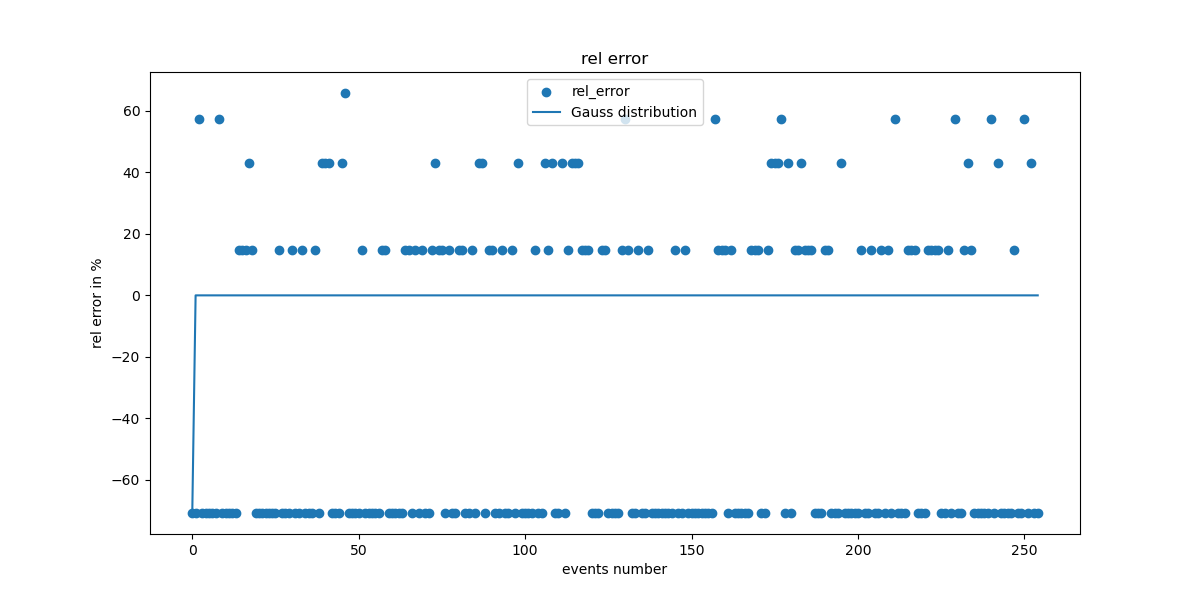 rel error
rel_error
Gauss distribution
rel error in %
60
40
20
0
−20
−40
−60
0
50
100
150
200
250
events number